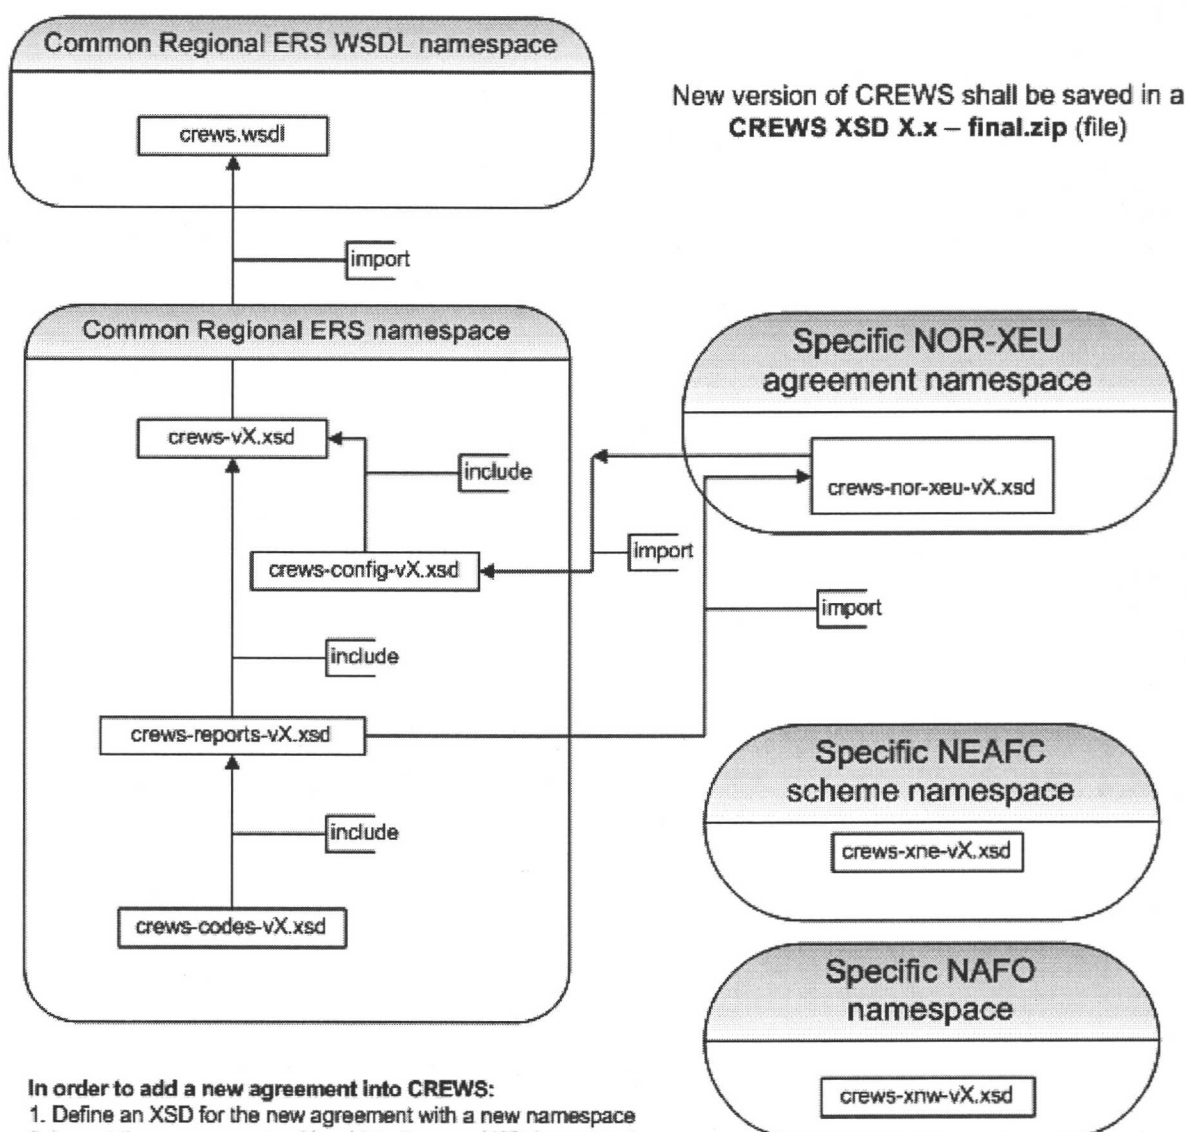 Common Regional ERS WSDL namespace
crews.wsdl
New version of CREWS shall be saved in a
CREWS XSD X.x – final.zip (file)
import
Common Regional ERS namespace
crews-vX.xsd
include
crews-config-vX.xsd
include
crews-reports-vX.xsd
include
crews-codes-vX.xsd
Specific NOR-XEU
agreement namespace
crews-nor-xeu-vX.xsd
import
import
Specific NEAFC
scheme namespace
crews-xne-vX.xsd
Specific NAFO
namespace
crews-xnw-vX.xsd
In order to add a new agreement into CREWS:
1. Define an XSD for the new agreement with a new namespace